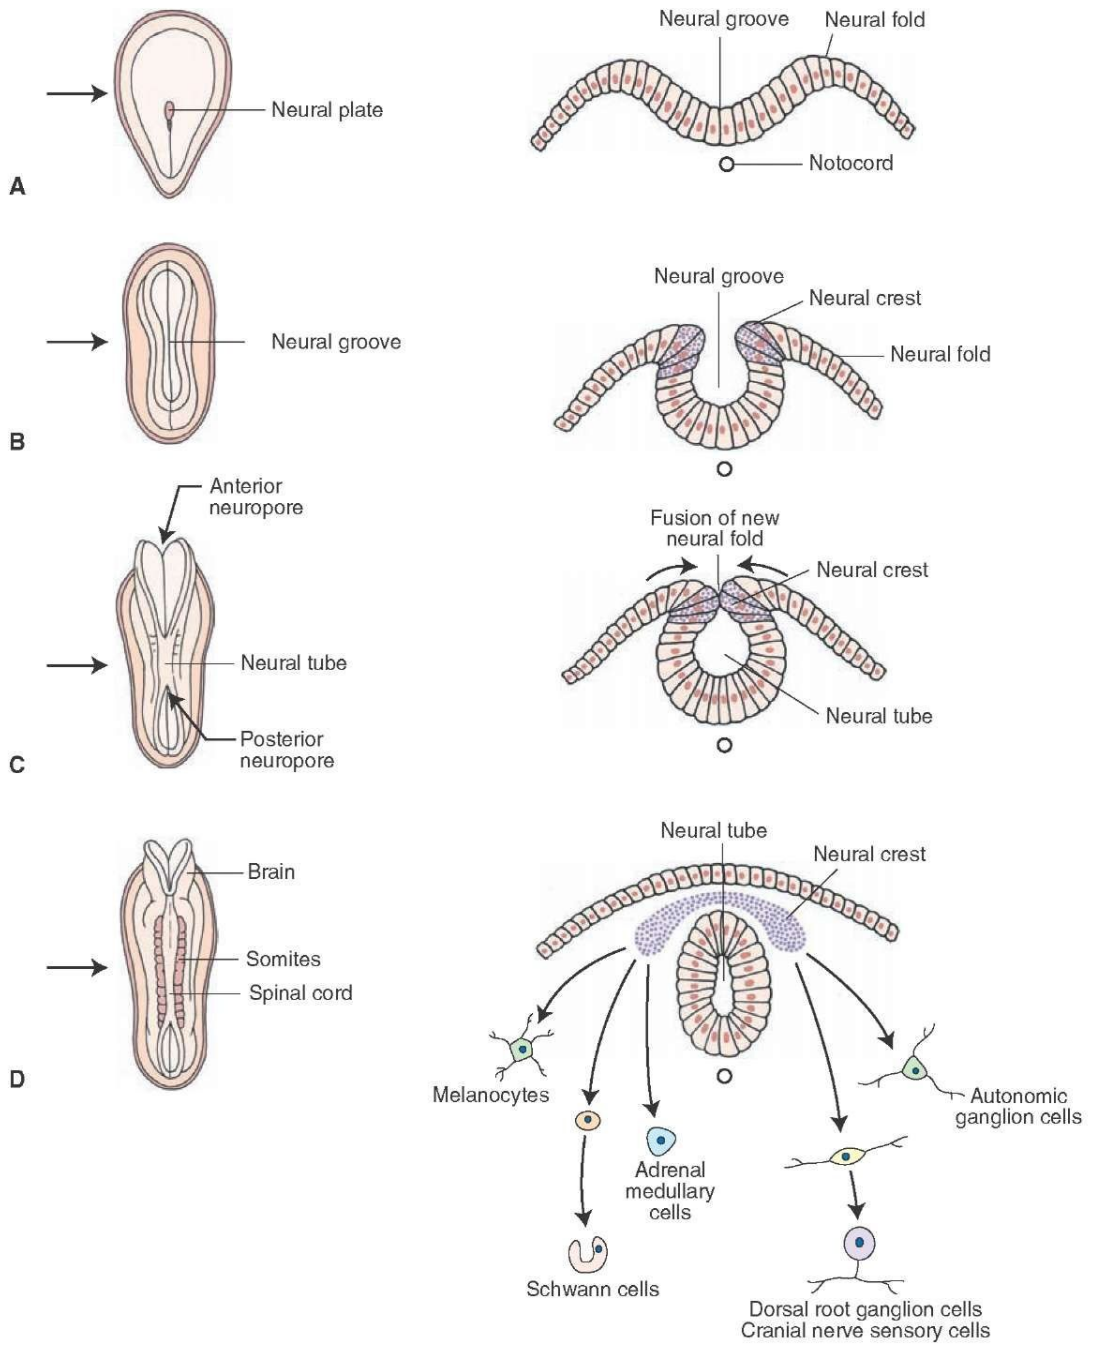 Neural groove
Neural fold
Neural plate
Notocord
A
Neural groove
Neural crest
Neural groove
Neural fold
B
Anterior
neuropore
Fusion of new
neural fold
Neural crest
Neural tube
Neural tube
Posterior
neuropore
C
Neural tube
Neural crest
Brain
Somites
Spinal cord
D
Melanocytes
Autonomic
ganglion cells
Adrenal
medullary
cells
Schwann cells
Dorsal root ganglion cells
Cranial nerve sensory cells